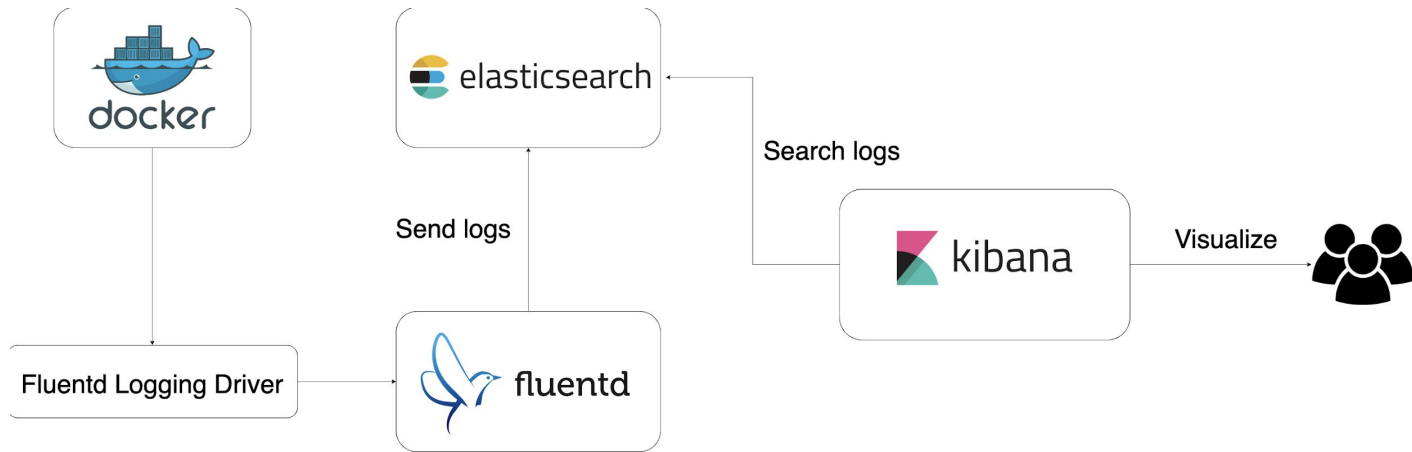 docker
elasticsearch
Search logs
Send logs
kibana
Visualize
Fluentd Logging Driver
fluentd